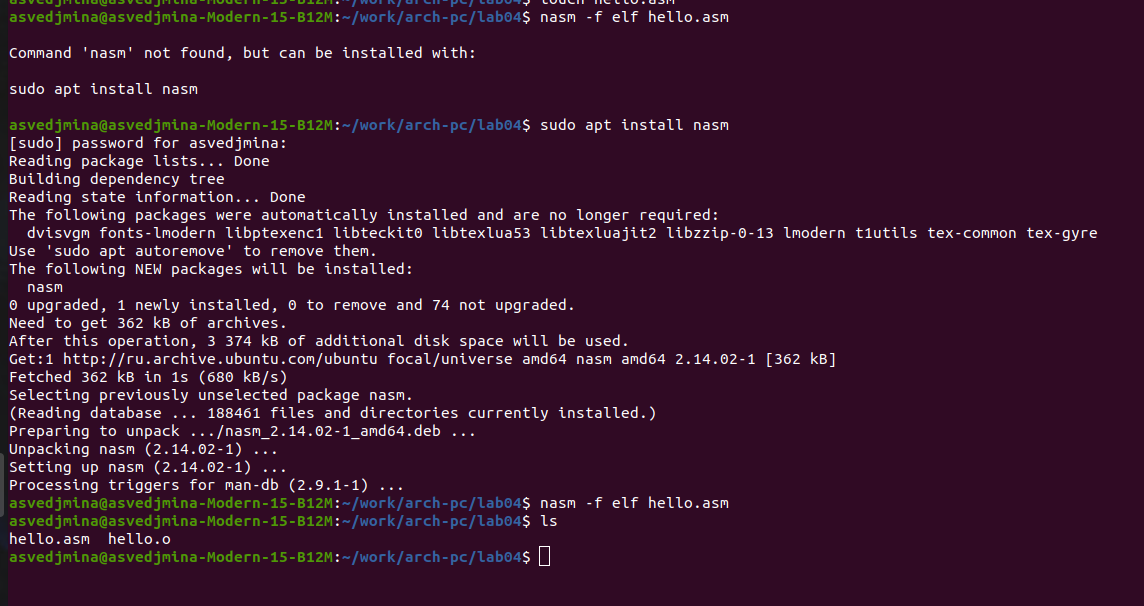 asvedjmina@asvedjmina-Modern-15-B12M:~/work/arch-pc/lab04$ touch hello.asm
asvedjmina@asvedjmina-Modern-15-B12M:~/work/arch-pc/lab04$ nasm -f elf hello.asm
Command 'nasm' not found, but can be installed with:
sudo apt install nasm
asvedjmina@asvedjmina-Modern-15-B12M:~/work/arch-pc/lab04$ sudo apt install nasm
[sudo] password for asvedjmina:
Reading package lists... Done
Building dependency tree
Reading state information... Done
The following packages were automatically installed and are no longer required:
  dvisvgm fonts-lmodern libptexenc1 libteckit0 libtexlua53 libtexluajit2 libzzip-0-13 lmodern t1utils tex-common tex-gyre
Use 'sudo apt autoremove' to remove them.
The following NEW packages will be installed:
  nasm
0 upgraded, 1 newly installed, 0 to remove and 74 not upgraded.
Need to get 362 kB of archives.
After this operation, 3 374 kB of additional disk space will be used.
Get:1 http://ru.archive.ubuntu.com/ubuntu focal/universe amd64 nasm amd64 2.14.02-1 [362 kB]
Fetched 362 kB in 1s (680 kB/s)
Selecting previously unselected package nasm.
(Reading database ... 188461 files and directories currently installed.)
Preparing to unpack .../nasm_2.14.02-1_amd64.deb ...
Unpacking nasm (2.14.02-1) ...
Setting up nasm (2.14.02-1) ...
Processing triggers for man-db (2.9.1-1) ...
asvedjmina@asvedjmina-Modern-15-B12M:~/work/arch-pc/lab04$ nasm -f elf hello.asm
asvedjmina@asvedjmina-Modern-15-B12M:~/work/arch-pc/lab04$ ls
hello.asm  hello.o
asvedjmina@asvedjmina-Modern-15-B12M:~/work/arch-pc/lab04$